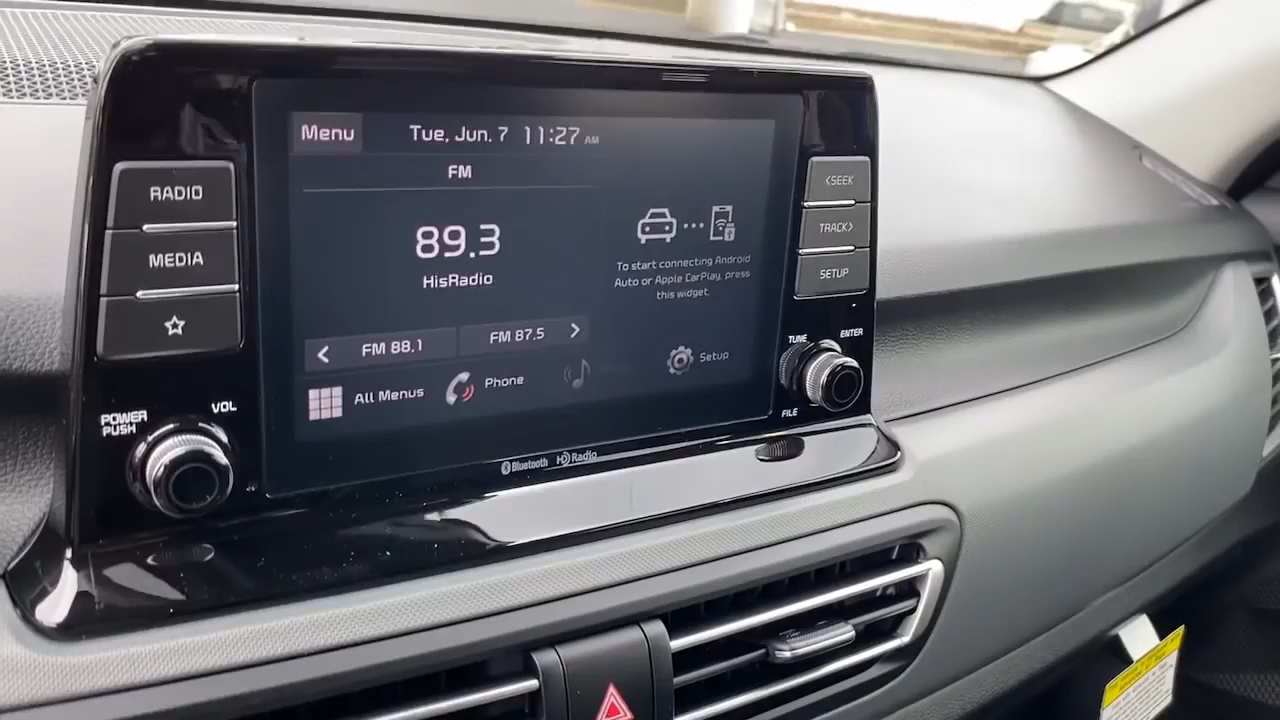 Menu
Tue, Jun. 7 11:27 AM
FM
89.3
HisRadio
FM 88.1
FM 87.5
To start connecting Android
Auto or Apple CarPlay, press
this widget.
All Menus
Phone
Setup
RADIO
MEDIA
POWER
PUSH
VOL
<SEEK
TRACK>
SETUP
TUNE
ENTER
FILE
Bluetooth
HD Radio